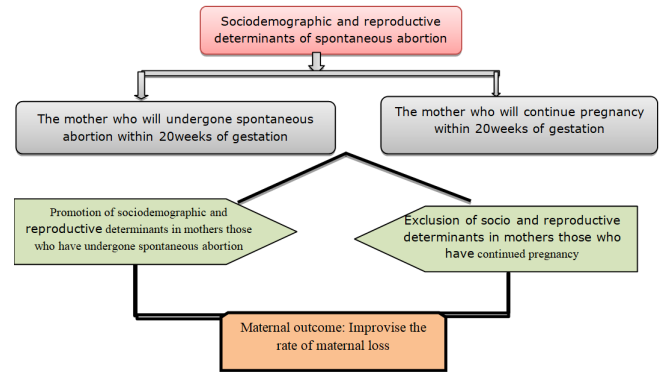 Sociodemographic and reproductive
determinants of spontaneous abortion
The mother who will undergone spontaneous
abortion within 20weeks of gestation
The mother who will continue pregnancy
within 20weeks of gestation
Promotion of sociodemographic and
reproductive determinants in mothers those
who have undergone spontaneous abortion
Exclusion of socio and reproductive
determinants in mothers those who
have continued pregnancy
Maternal outcome: Improvise the
rate of maternal loss